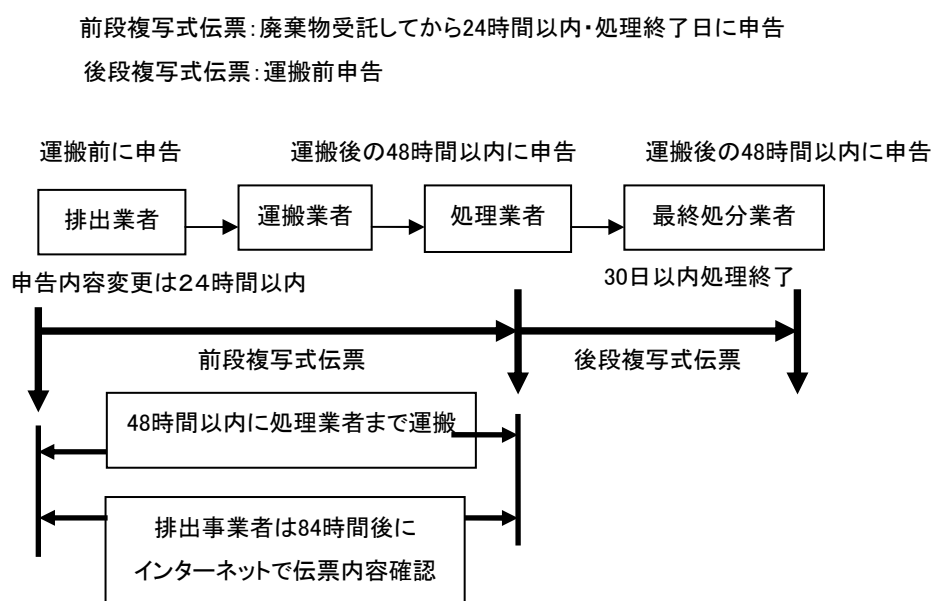 前段複写式伝票:廃棄物受託してから24時間以内・処理終了日に申告
後段複写式伝票:運搬前申告
運搬前に申告
運搬後の48時間以内に申告
運搬後の48時間以内に申告
排出業者
運搬業者
処理業者
最終処分業者
申告内容変更は２４時間以内
30日以内処理終了
前段複写式伝票
後段複写式伝票
48時間以内に処理業者まで運搬
排出事業者は84時間後に
インターネットで伝票内容確認